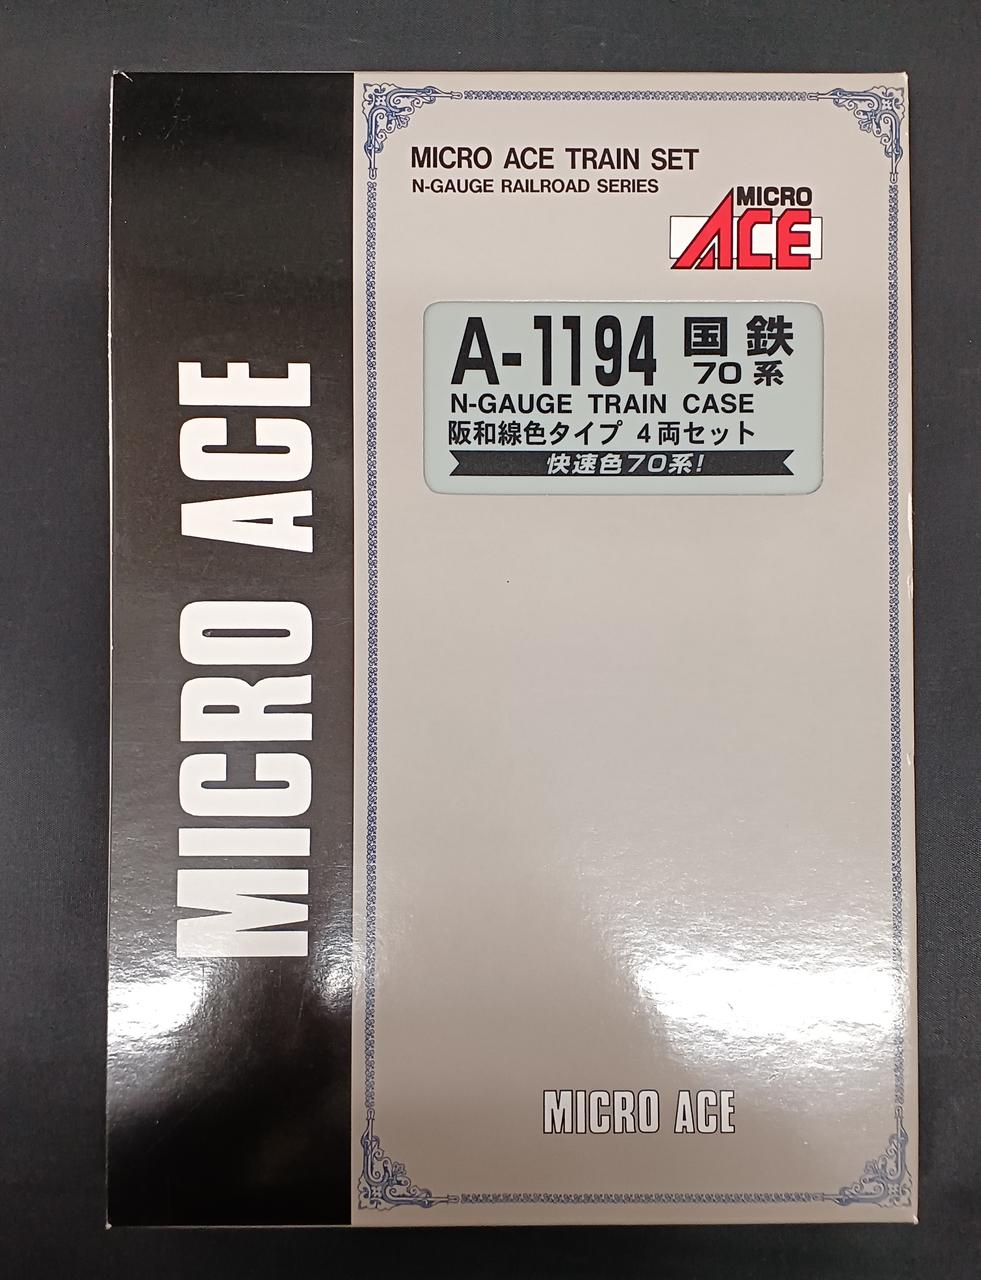 MICRO ACE
MICRO ACE TRAIN SET
N-GAUGE RAILROAD SERIES
MICRO
ACE
A-1194 国鉄
70系
N-GAUGE TRAIN CASE
阪和線色タイプ 4両セット
快速色70系!
MICRO ACE